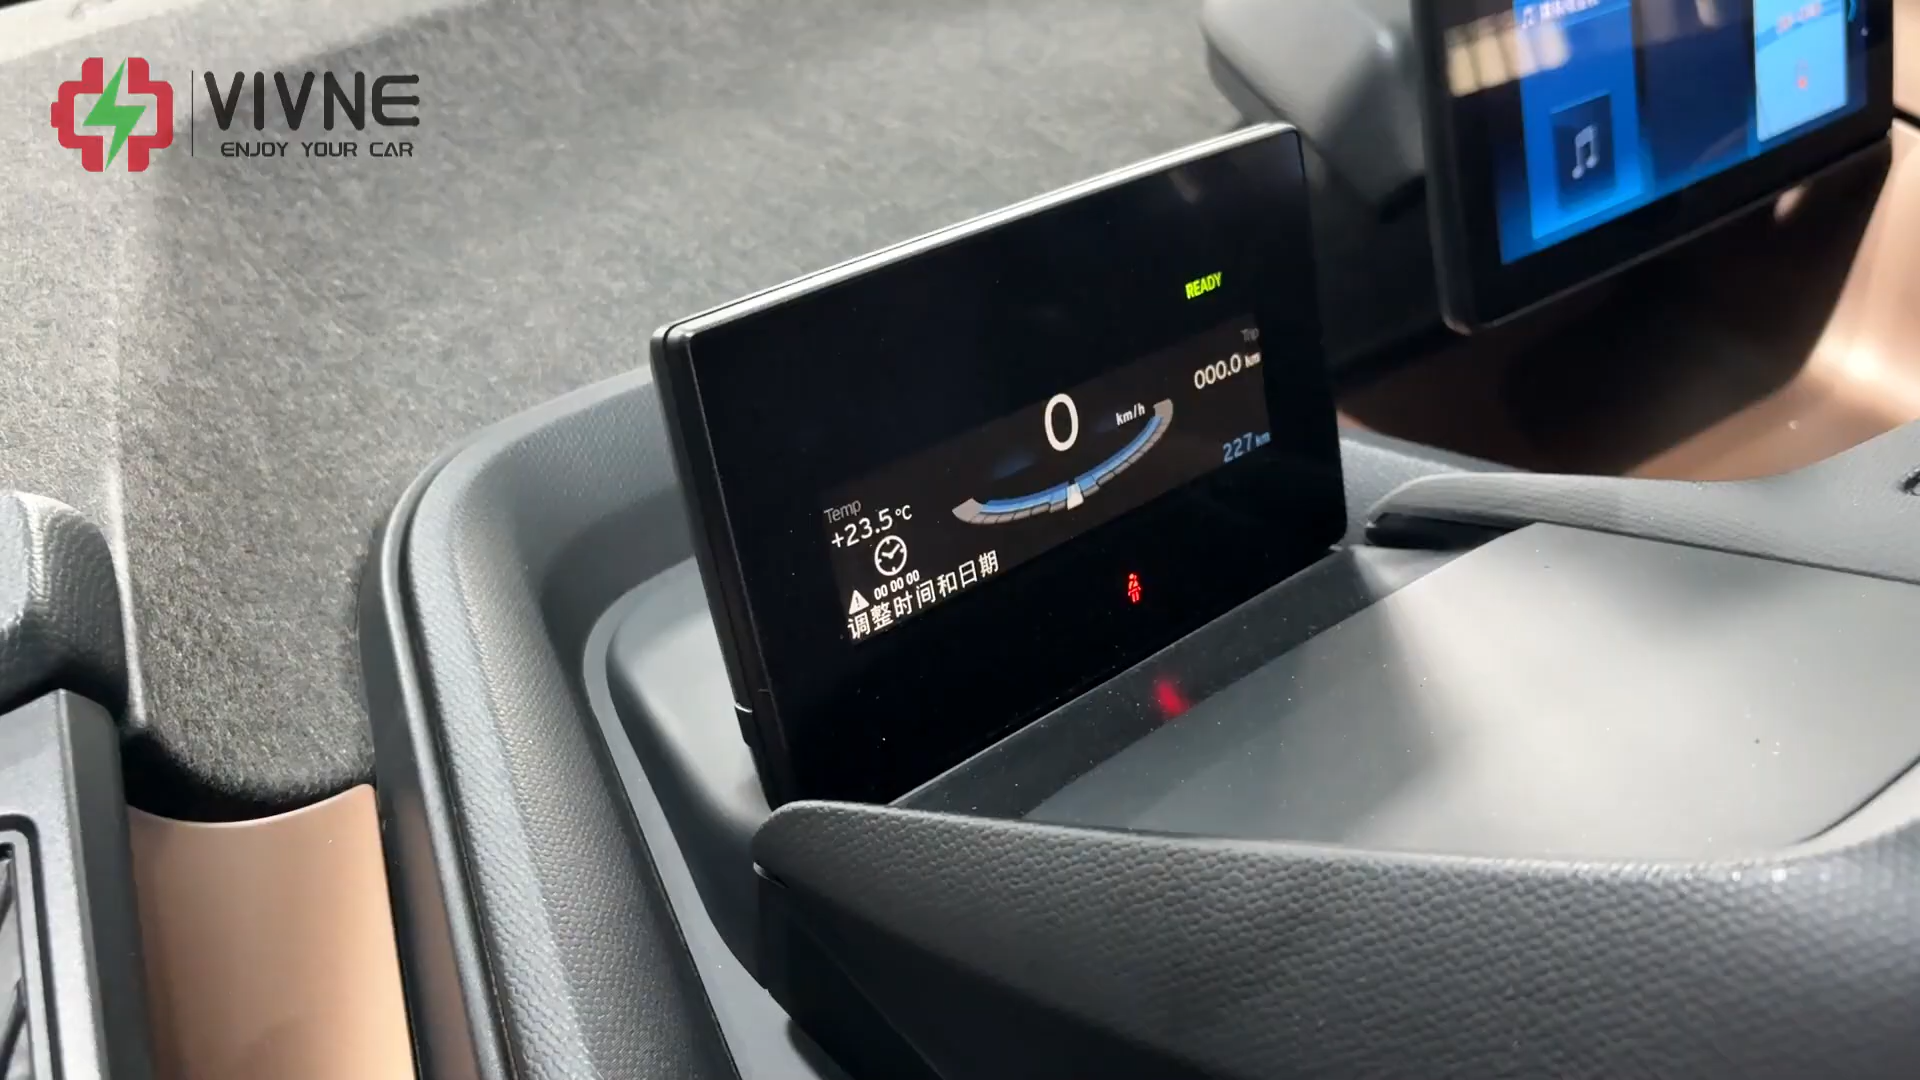 VIVNE
ENJOY YOUR CAR
READY
Trip
000.0 km
0 km/h
227 km
Temp
+23.5°C
00 00 00
调整时间和日期